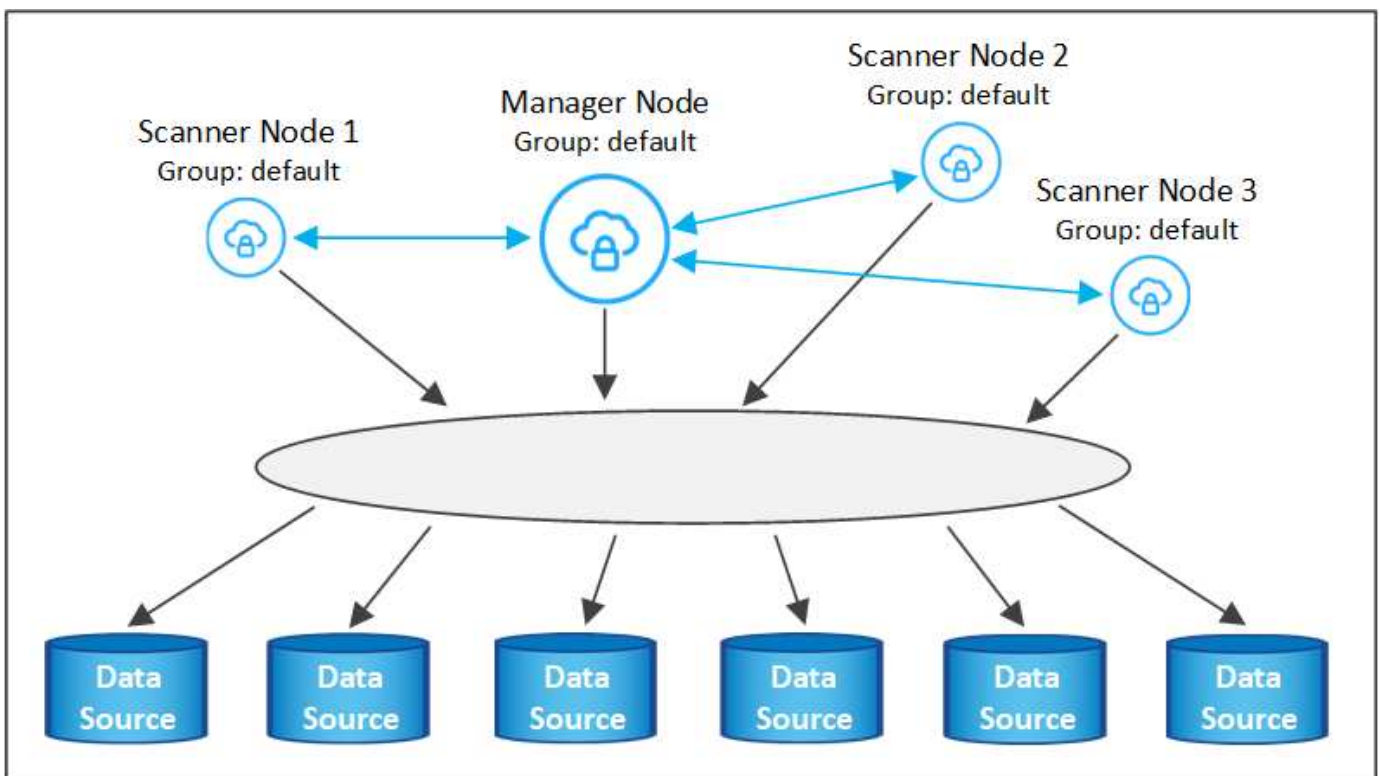 Scanner Node 1
Group: default
Manager Node
Group: default
Scanner Node 2
Group: default
Scanner Node 3
Group: default
Data
Source
Data
Source
Data
Source
Data
Source
Data
Source
Data
Source